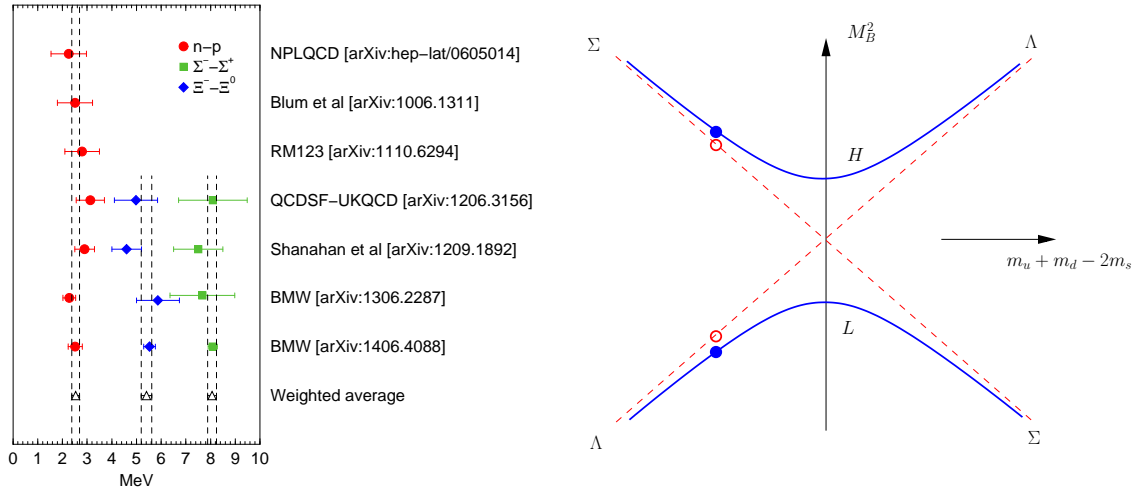 n−p
Σ⁻−Σ⁺
Ξ⁻−Ξ⁰
NPLQCD [arXiv:hep-lat/0605014]
Blum et al [arXiv:1006.1311]
RM123 [arXiv:1110.6294]
QCDSF−UKQCD [arXiv:1206.3156]
Shanahan et al [arXiv:1209.1892]
BMW [arXiv:1306.2287]
BMW [arXiv:1406.4088]
Weighted average
0 1 2 3 4 5 6 7 8 9 10
MeV
M_B^2
Σ Λ
H
m_u + m_d − 2m_s
L
Λ Σ